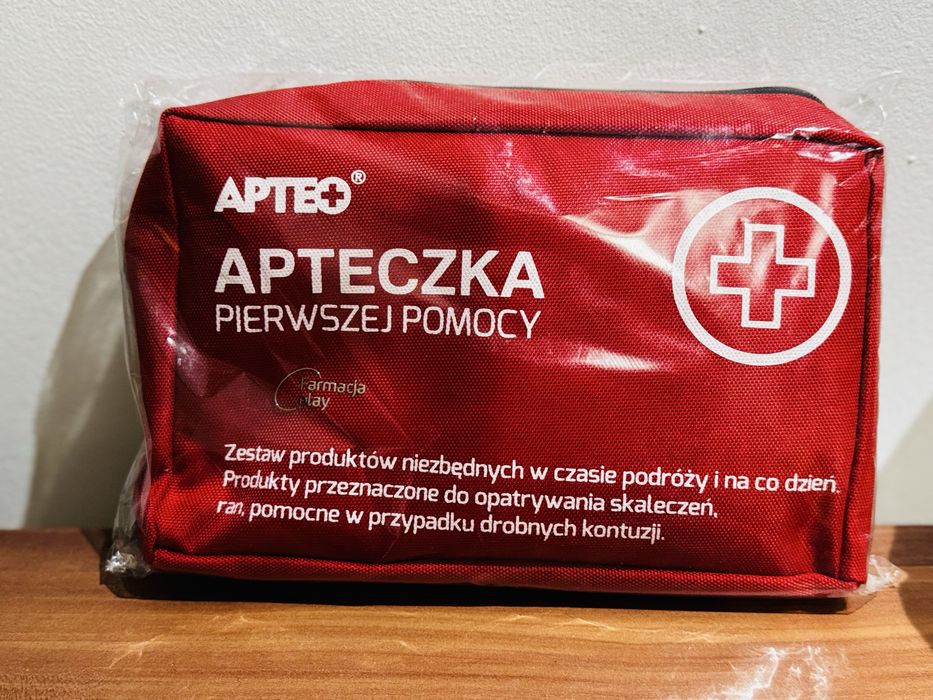 APTEO®
APTECZKA
PIERWSZEJ POMOCY
Farmacja
play
Zestaw produktów niezbędnych w czasie podróży i na co dzień.
Produkty przeznaczone do opatrywania skaleczeń,
ran, pomocne w przypadku drobnych kontuzji.